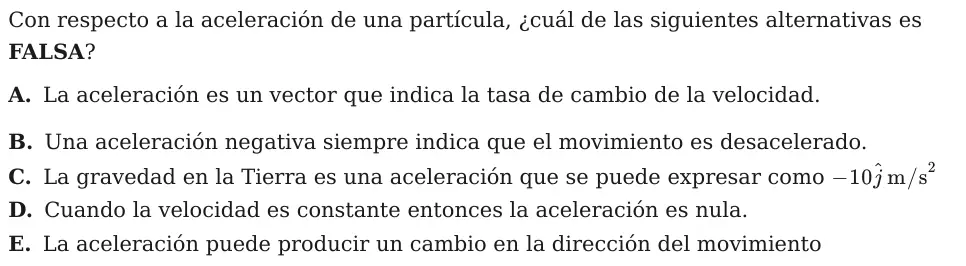 Con respecto a la aceleración de una partícula, ¿cuál de las siguientes alternativas es
FALSA?
A. La aceleración es un vector que indica la tasa de cambio de la velocidad.
B. Una aceleración negativa siempre indica que el movimiento es desacelerado.
C. La gravedad en la Tierra es una aceleración que se puede expresar como −10ĵ m/s²
D. Cuando la velocidad es constante entonces la aceleración es nula.
E. La aceleración puede producir un cambio en la dirección del movimiento